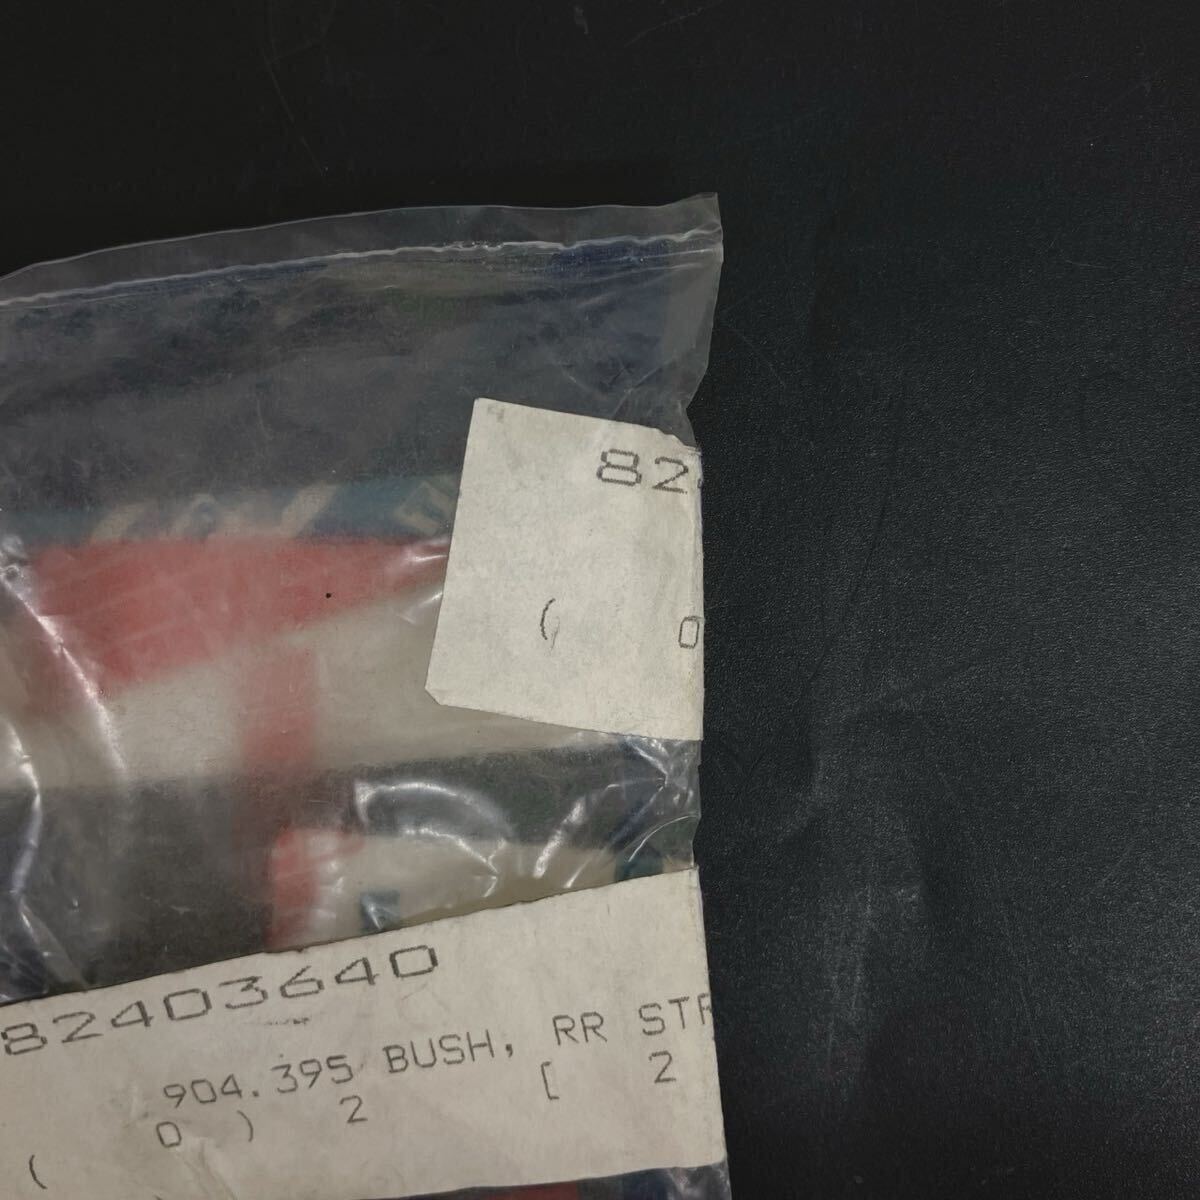 82
( 0
82403640
904.395 BUSH, RR STR
( 0 ) 2 [ 2